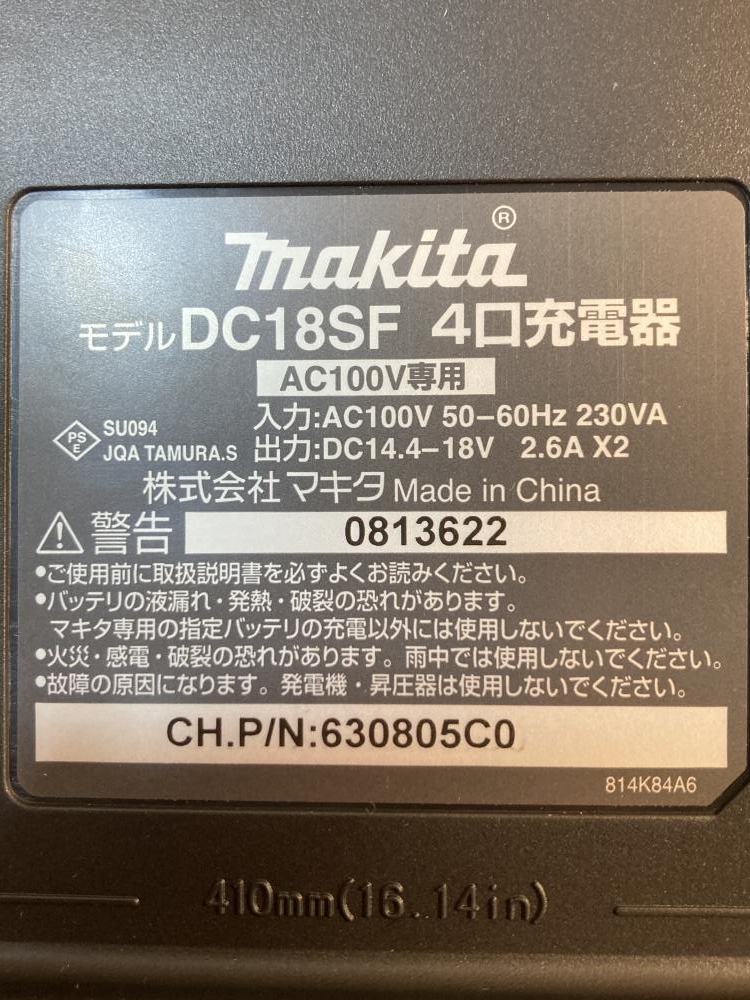 makita®
モデルDC18SF 4口充電器
AC100V専用
入力:AC100V 50–60Hz 230VA
PSE SU094
JQA TAMURA.S
出力:DC14.4–18V 2.6A X2
株式会社マキタ Made in China
警告 0813622
•ご使用前に取扱説明書を必ずよくお読みください。
•バッテリの液漏れ・発熱・破裂の恐れがあります。
マキタ専用の指定バッテリの充電以外には使用しないでください。
•火災・感電・破裂の恐れがあります。雨中では使用しないでください。
•故障の原因になります。発電機・昇圧器は使用しないでください。
CH.P/N:630805C0
814K84A6
410mm(16.14in)